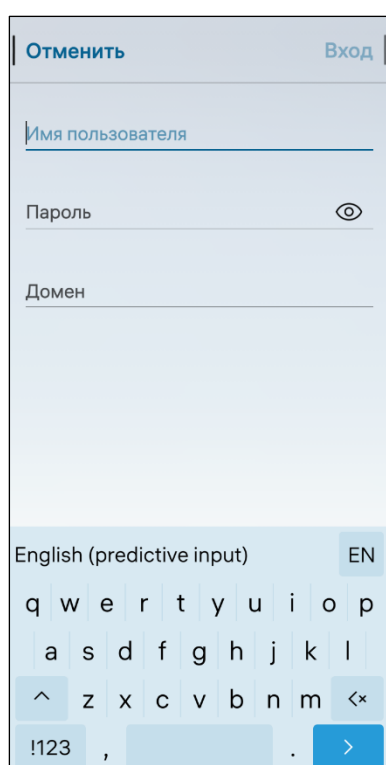 Отменить Вход
Имя пользователя
Пароль
Домен
English (predictive input) EN
q w e r t y u i o p
a s d f g h j k l
z x c v b n m
!123 , .